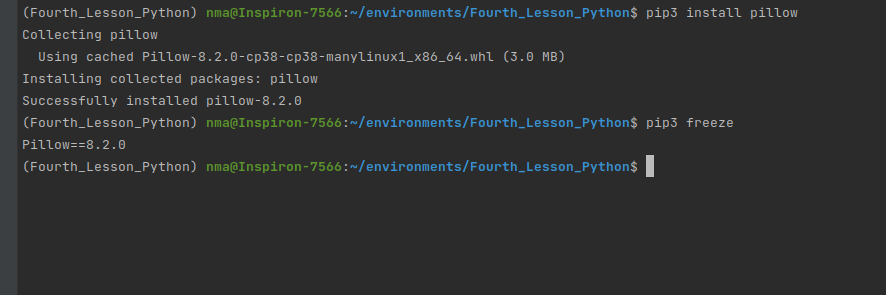 (Fourth_Lesson_Python) nma@Inspiron-7566:~/environments/Fourth_Lesson_Python$ pip3 install pillow
Collecting pillow
  Using cached Pillow-8.2.0-cp38-cp38-manylinux1_x86_64.whl (3.0 MB)
Installing collected packages: pillow
Successfully installed pillow-8.2.0
(Fourth_Lesson_Python) nma@Inspiron-7566:~/environments/Fourth_Lesson_Python$ pip3 freeze
Pillow==8.2.0
(Fourth_Lesson_Python) nma@Inspiron-7566:~/environments/Fourth_Lesson_Python$